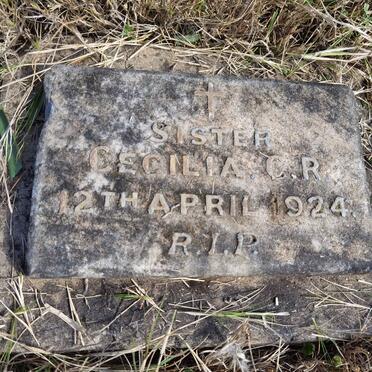 SISTER
CECILIA C.R.
12TH APRIL 1924.
R.I.P.